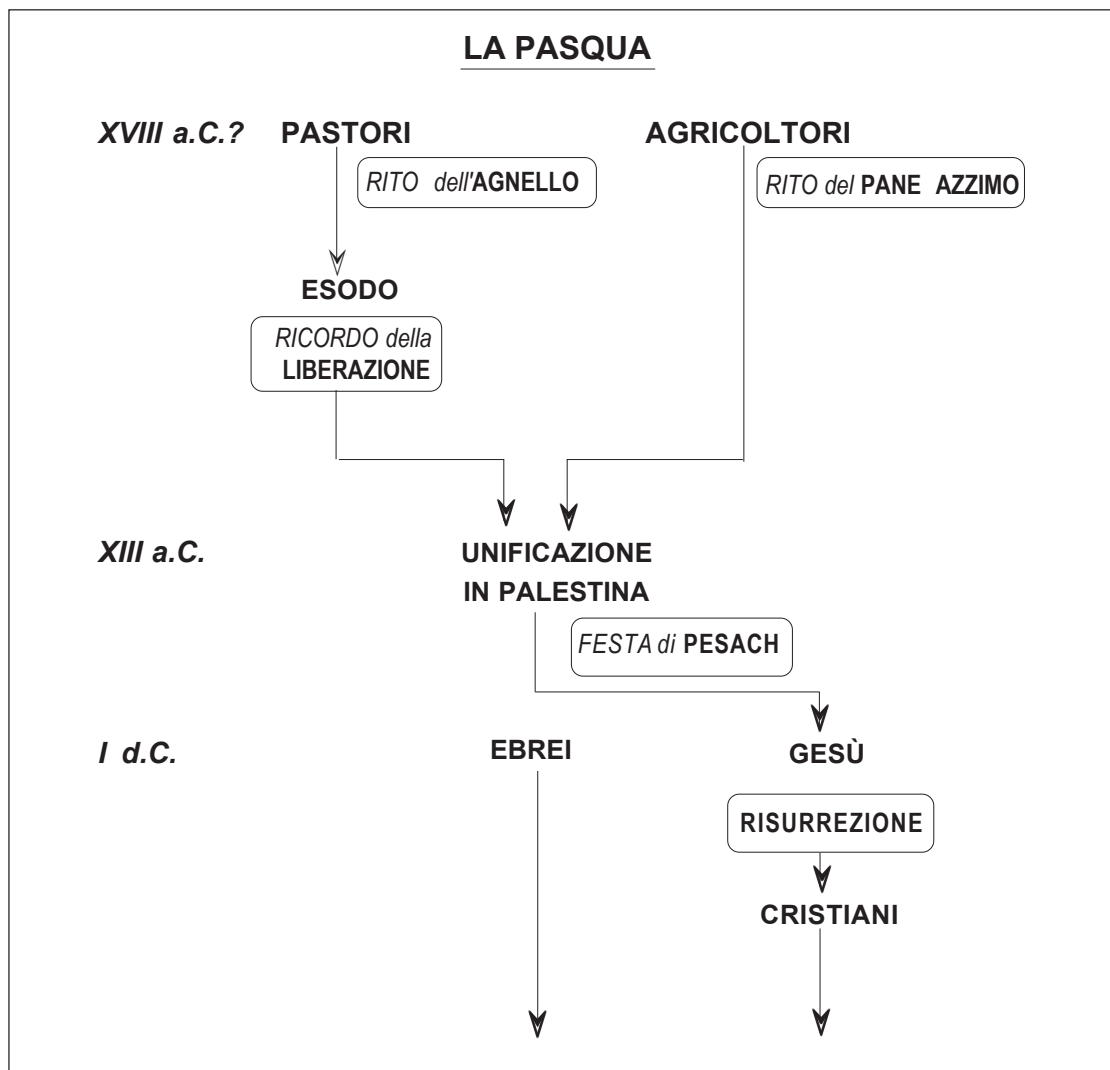 LA PASQUA
XVIII a.C.? PASTORI AGRICOLTORI
RITO dell'AGNELLO RITO del PANE AZZIMO
ESODO
RICORDO della
LIBERAZIONE
XIII a.C. UNIFICAZIONE
IN PALESTINA
FESTA di PESACH
I d.C. EBREI GESÙ
RISURREZIONE
CRISTIANI